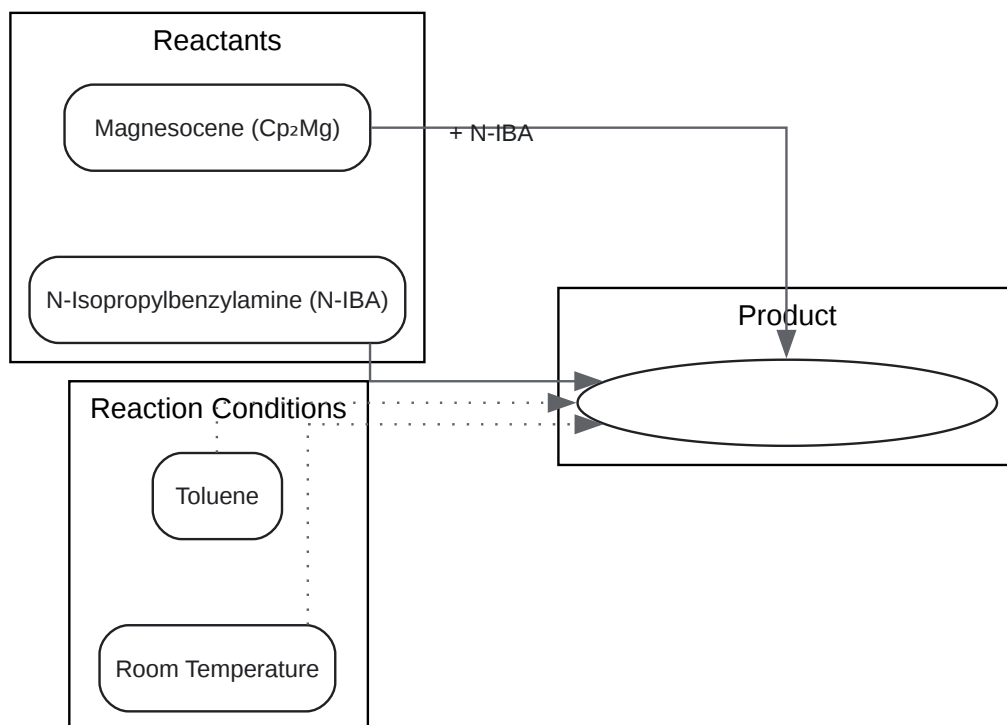 Reactants
Magnesocene (Cp₂Mg)
+ N-IBA
N-Isopropylbenzylamine (N-IBA)
Product
Reaction Conditions
Toluene
Room Temperature